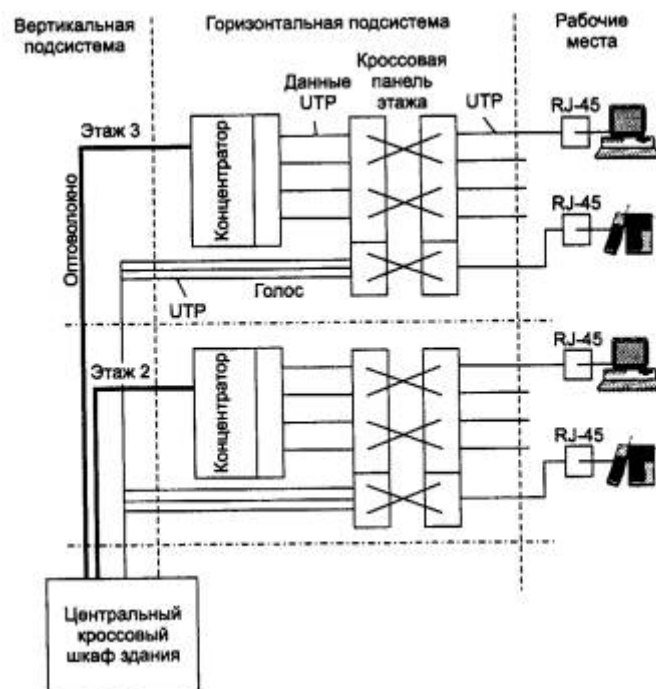 Вертикальная
подсистема
Горизонтальная подсистема
Рабочие
места
Данные
UTP
Кроссовая
панель
этажа
UTP
RJ-45
Этаж 3
Концентратор
Оптоволокно
RJ-45
UTP
Голос
RJ-45
Этаж 2
Концентратор
RJ-45
Центральный
кроссовый
шкаф здания